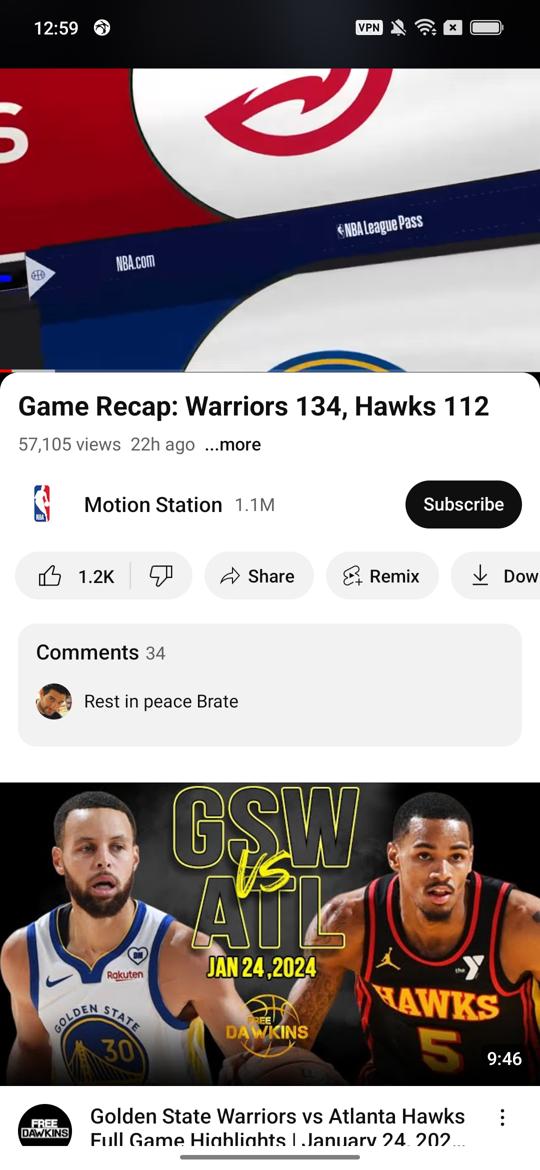 12:59
VPN
S
NBA League Pass
NBA.com
Game Recap: Warriors 134, Hawks 112
57,105 views 22h ago ...more
NBA
Motion Station 1.1M
Subscribe
1.2K
Share
Remix
Dow
Comments 34
Rest in peace Brate
GSW
VS
ATL
JAN 24,2024
Rakuten
GOLDEN STATE
30
the Y
HAWKS
5
FREE
DAWKINS
9:46
FREE
DAWKINS
Golden State Warriors vs Atlanta Hawks
Full Game Highlights | January 24, 202...